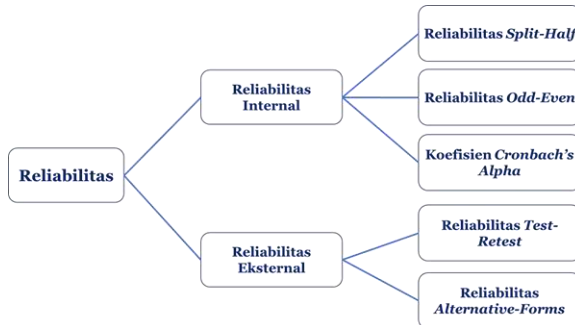 Reliabilitas
Reliabilitas
Internal
Reliabilitas Split-Half
Reliabilitas Odd-Even
Koefisien Cronbach's
Alpha
Reliabilitas
Eksternal
Reliabilitas Test-
Retest
Reliabilitas
Alternative-Forms